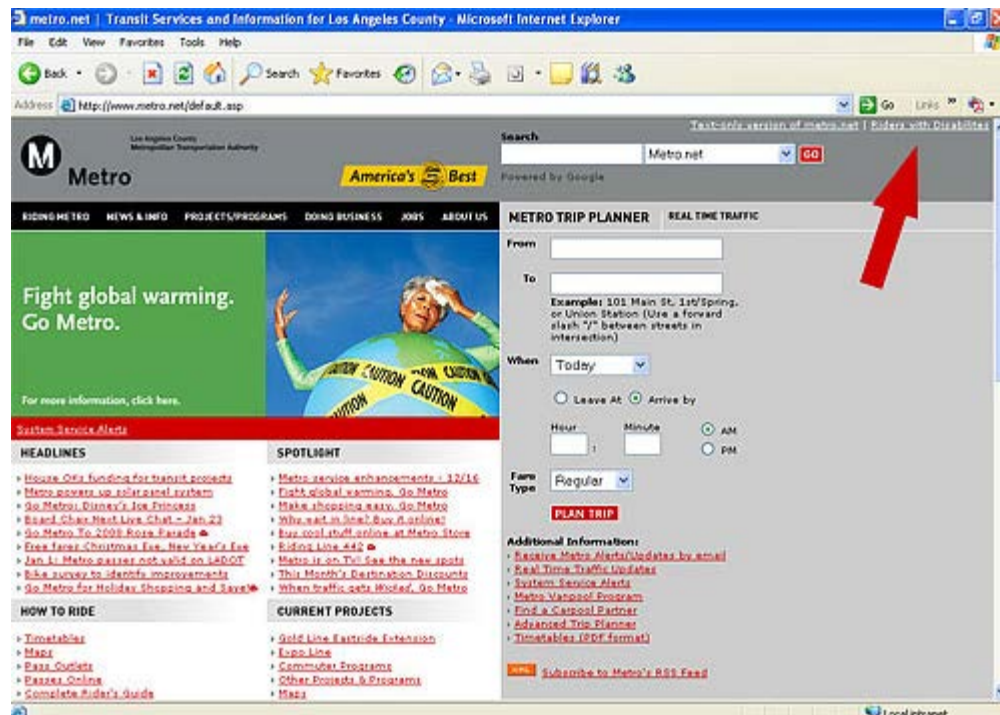 metro.net | Transit Services and Information for Los Angeles County - Microsoft Internet Explorer
File Edit View Favorites Tools Help
Back Search Favorites
Address http://www.metro.net/default.asp Go Links
Text-only version of metro.net | Riders with Disabilites
Los Angeles County
Metropolitan Transportation Authority
M
Metro
America's Best
Search
Metro.net GO
Powered by Google
RIDING METRO NEWS & INFO PROJECTS/PROGRAMS DOING BUSINESS JOBS ABOUT US
METRO TRIP PLANNER REAL TIME TRAFFIC
Fight global warming.
Go Metro.
For more information, click here.
CAUTION CAUTION CAUTION
CAUTION
System Service Alerts
HEADLINES
House OKs funding for transit projects
Metro powers up solar panel system
Go Metro: Disney's Ice Princess
Board Chair Next Live Chat - Jan 23
Go Metro To 2008 Rose Parade
Free fares Christmas Eve, New Year's Eve
Jan 1: Metro passes not valid on LADOT
Bike survey to identify improvements
Go Metro for Holiday Shopping and Save!
SPOTLIGHT
Metro service enhancements : 12/16
Fight global warming. Go Metro
Make shopping easy. Go Metro
Why wait in line? Buy it online!
Buy cool stuff online at Metro Store
Riding Line 442
Metro is on TV! See the new spots
This Month's Destination Discounts
When traffic gets Wicked, Go Metro
HOW TO RIDE
Timetables
Maps
Pass Outlets
Passes Online
Complete Rider's Guide
CURRENT PROJECTS
Gold Line Eastside Extension
Expo Line
Commuter Programs
Other Projects & Programs
Maps
From
To
Example: 101 Main St, 1st/Spring,
or Union Station (Use a forward
slash "/" between streets in
intersection)
When Today
Leave At Arrive by
Hour Minute AM
: PM
Fare
Type Regular
PLAN TRIP
Additional Information:
Receive Metro Alerts/Updates by email
Real Time Traffic Updates
System Service Alerts
Metro Vanpool Program
Find a Carpool Partner
Advanced Trip Planner
Timetables (PDF format)
XML Subscribe to Metro's RSS Feed
Local intranet